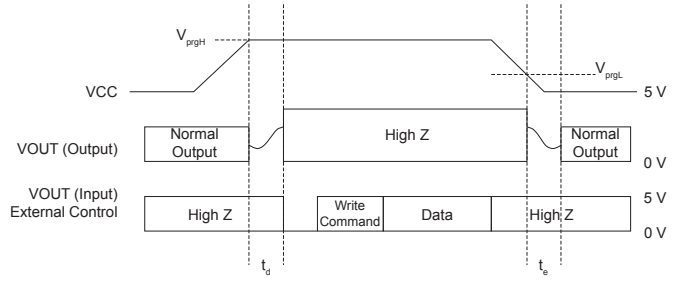 VprgH
VprgL
VCC
5 V
Normal
Output
High Z
Normal
Output
VOUT (Output)
0 V
VOUT (Input)
External Control
High Z
Write
Command
Data
High Z
5 V
0 V
td
te